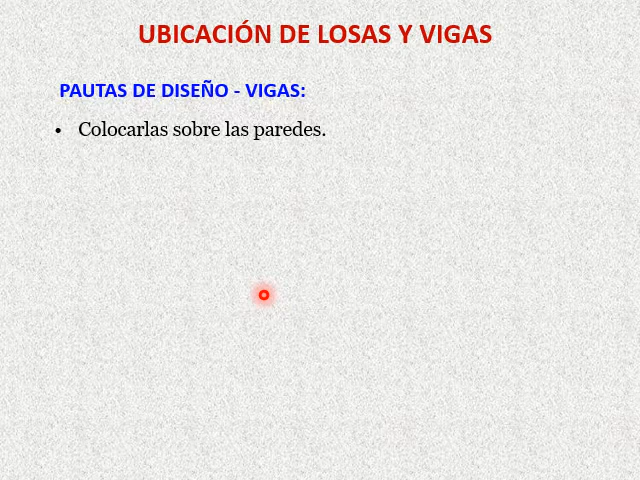 UBICACIÓN DE LOSAS Y VIGAS
PAUTAS DE DISEÑO - VIGAS:
• Colocarlas sobre las paredes.